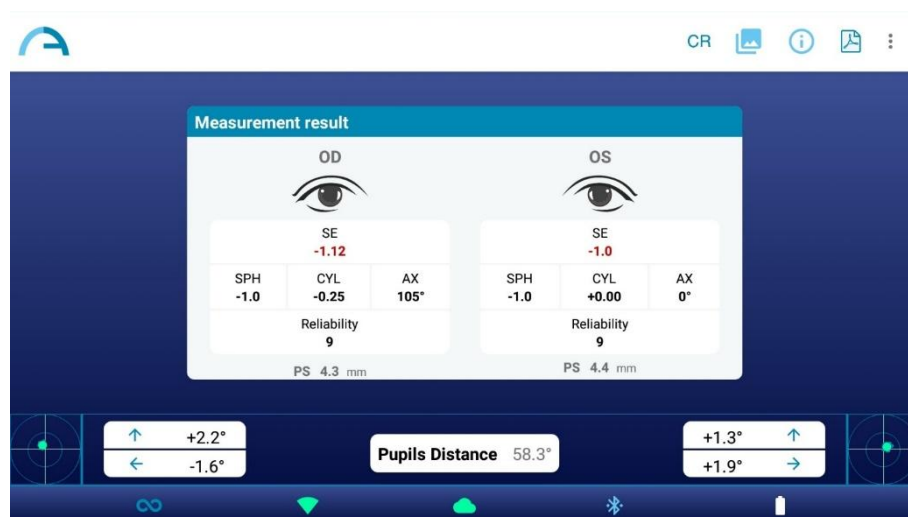 CR
Measurement result
OD OS
SE SE
-1.12 -1.0
SPH CYL AX SPH CYL AX
-1.0 -0.25 105° -1.0 +0.00 0°
Reliability Reliability
9 9
PS 4.3 mm PS 4.4 mm
+2.2° +1.3°
Pupils Distance 58.3°
-1.6° +1.9°